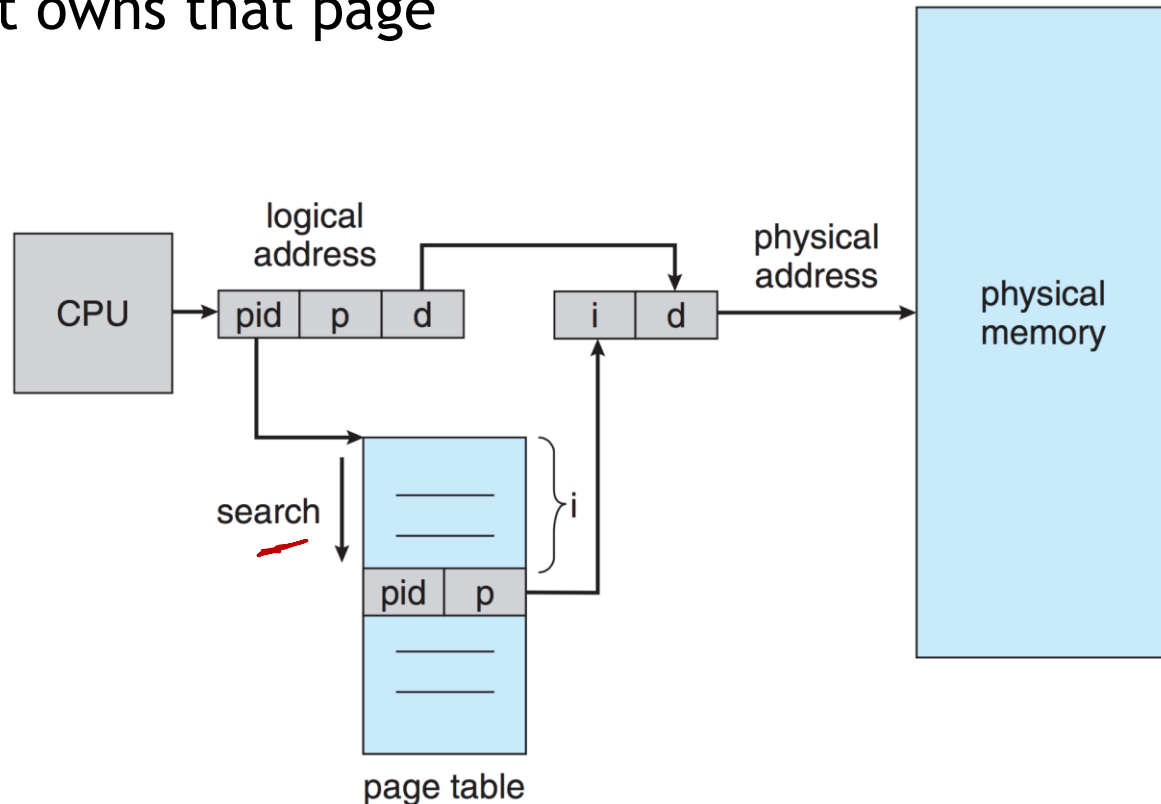 t owns that page
logical
address
physical
address
CPU
pid p d
i d
physical
memory
search
i
pid p
page table